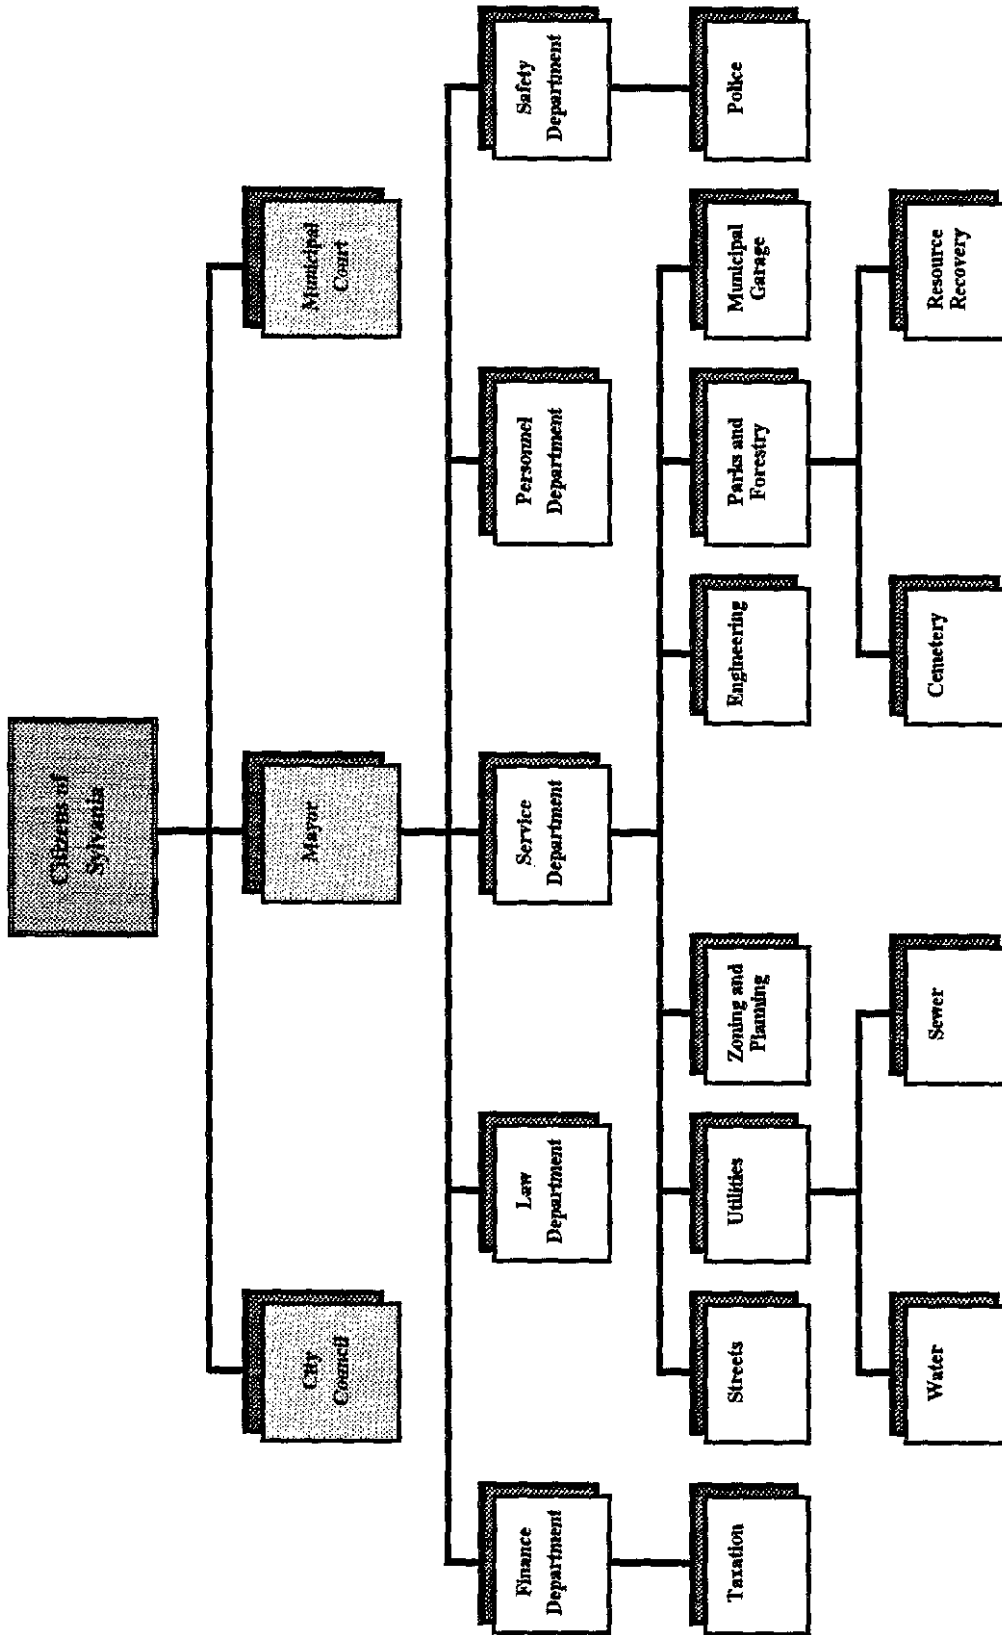 Citizens of
Sylvania
City
Council
Mayor
Municipal
Court
Finance
Department
Law
Department
Service
Department
Personnel
Department
Safety
Department
Taxation
Streets
Utilities
Zoning and
Planning
Engineering
Parks and
Forestry
Municipal
Garage
Police
Water
Sewer
Cemetery
Resource
Recovery